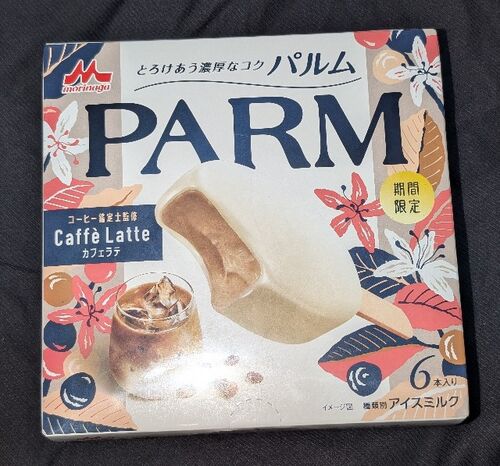 morinaga
とろけあう濃厚なコク パルム
PARM
期間
限定
コーヒー鑑定士監修
Caffè Latte
カフェラテ
6本入り
イメージ図 種類別 アイスミルク